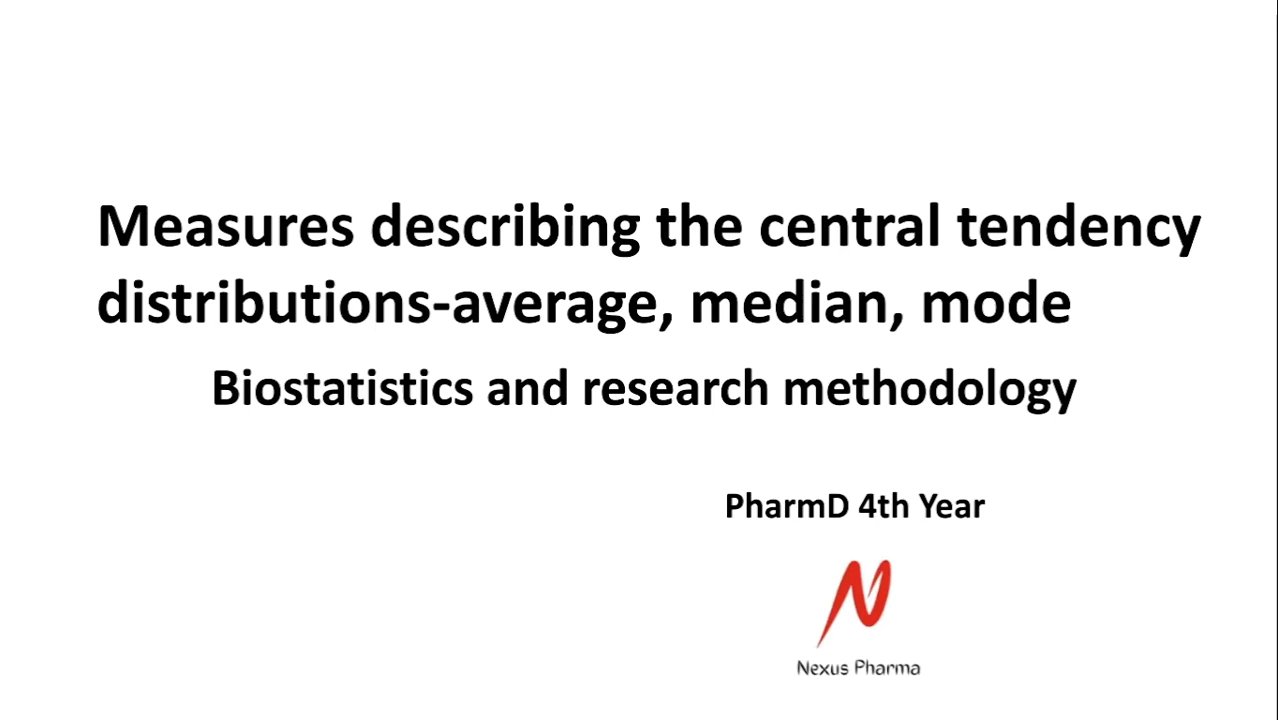 Measures describing the central tendency
distributions-average, median, mode
Biostatistics and research methodology
PharmD 4th Year
Nexus Pharma